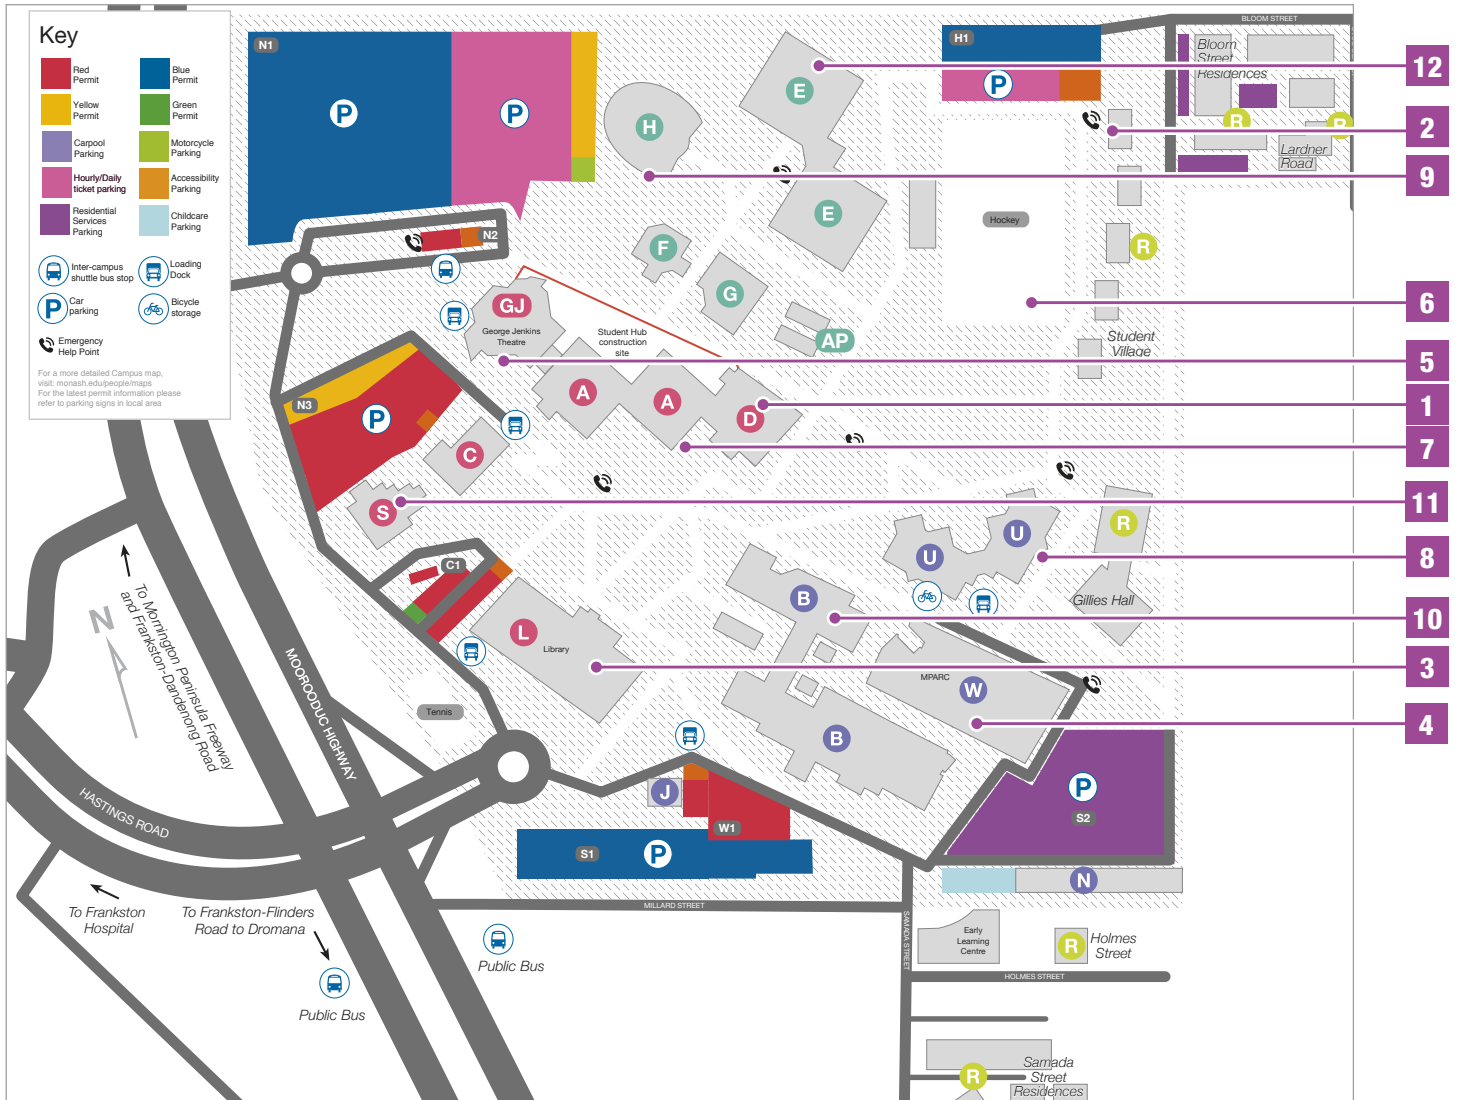 Key
Red
Permit
Blue
Permit
Yellow
Permit
Green
Permit
Carpool
Parking
Motorcycle
Parking
Hourly/Daily
ticket parking
Accessibility
Parking
Residential
Services
Parking
Childcare
Parking
Inter-campus
shuttle bus stop
Loading
Dock
P
Car
parking
Bicycle
storage
Emergency
Help Point
For a more detailed Campus map,
visit: monash.edu/people/maps
For the latest permit information please
refer to parking signs in local area
N1
P
P
H
E
H1
P
BLOOM STREET
Bloom
Street
Residences
R
R
Lardner
Road
12
2
9
N2
F
E
G
Hockey
R
6
GJ
George Jenkins
Theatre
Student Hub
construction
site
AP
Student
Village
5
N3
P
A
A
D
1
7
C
S
11
U
U
R
8
C1
B
Gillies Hall
10
L
Library
3
MPARC
W
4
N
To Mornington Peninsula Freeway
and Frankston-Dandenong Road
MOOROODUC HIGHWAY
Tennis
B
P
S2
HASTINGS ROAD
J
W1
S1
P
N
To Frankston
Hospital
To Frankston-Flinders
Road to Dromana
MILLARD STREET
SAMADA STREET
Public Bus
Public Bus
Early
Learning
Centre
R
Holmes
Street
HOLMES STREET
R
Samada
Street
Residences